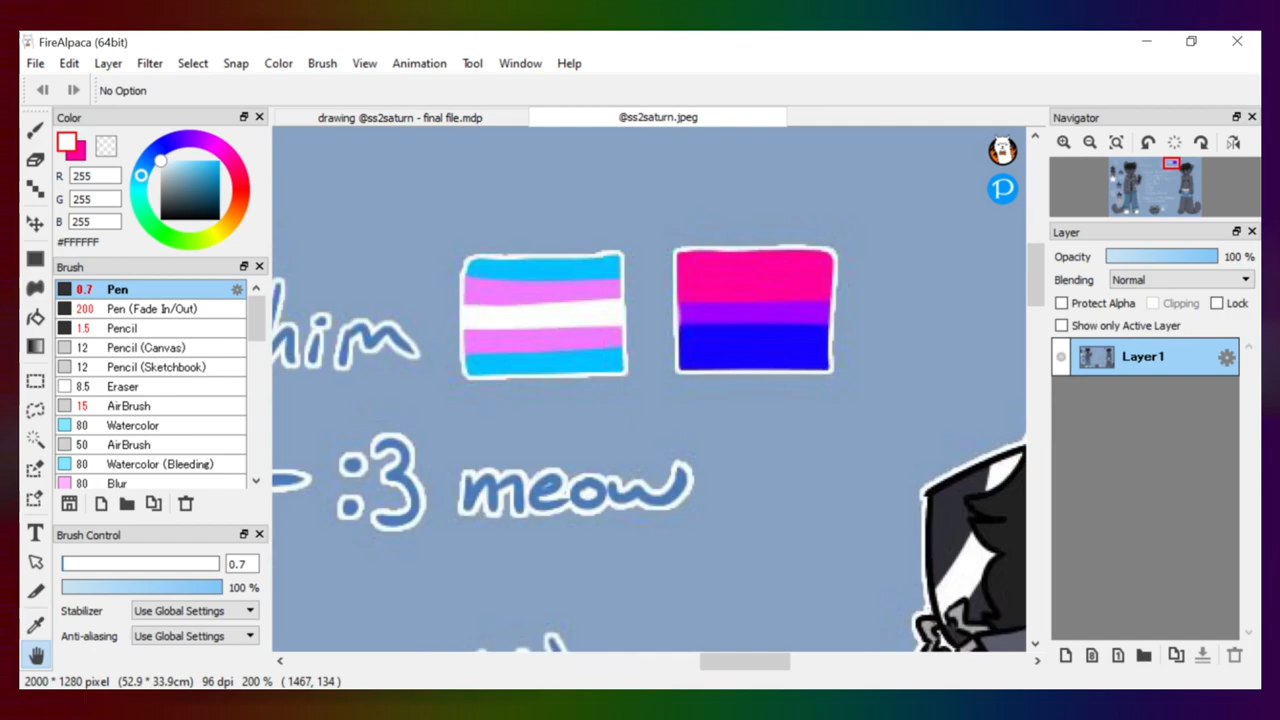 FireAlpaca (64bit)
File Edit Layer Filter Select Snap Color Brush View Animation Tool Window Help
No Option
Color
drawing @ss2saturn - final file.mdp
@ss2saturn.jpeg
Navigator
R 255
G 255
B 255
#FFFFFF
Brush
0.7 Pen
200 Pen (Fade In/Out)
1.5 Pencil
12 Pencil (Canvas)
12 Pencil (Sketchbook)
8.5 Eraser
15 AirBrush
80 Watercolor
50 AirBrush
80 Watercolor (Bleeding)
80 Blur
Brush Control
0.7
100 %
Stabilizer Use Global Settings
Anti-aliasing Use Global Settings
him
- :3 meow
P
Layer
Opacity 100 %
Blending Normal
Protect Alpha Clipping Lock
Show only Active Layer
Layer1
2000 * 1280 pixel (52.9 * 33.9cm) 96 dpi 200 % ( 1467, 134 )